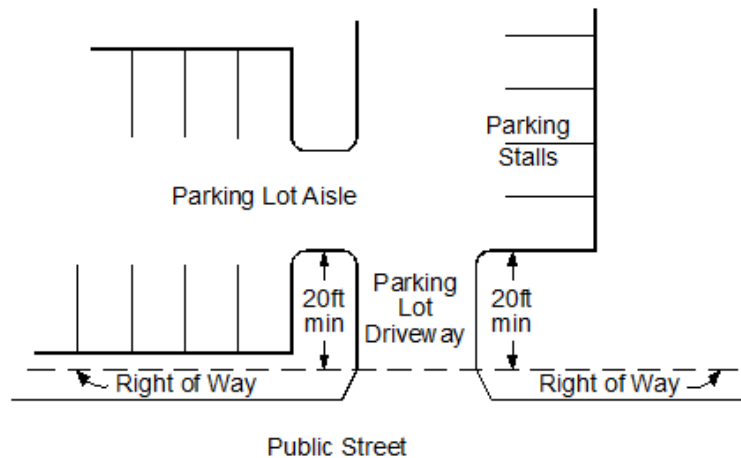 Parking
Stalls
Parking Lot Aisle
20ft
min
Parking
Lot
Driveway
20ft
min
Right of Way
Right of Way
Public Street